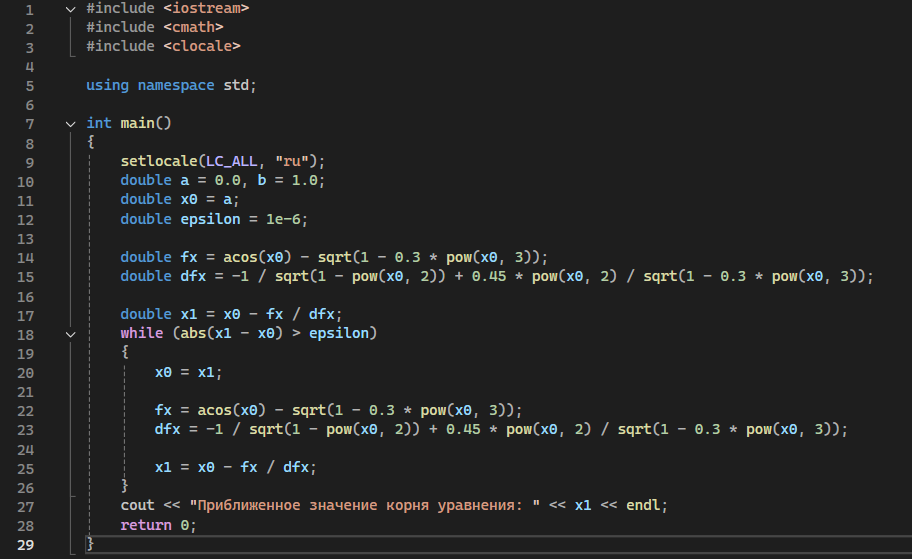 1 #include <iostream>
2 #include <cmath>
3 #include <clocale>
4
5 using namespace std;
6
7 int main()
8 {
9 setlocale(LC_ALL, "ru");
10 double a = 0.0, b = 1.0;
11 double x0 = a;
12 double epsilon = 1e-6;
13
14 double fx = acos(x0) - sqrt(1 - 0.3 * pow(x0, 3));
15 double dfx = -1 / sqrt(1 - pow(x0, 2)) + 0.45 * pow(x0, 2) / sqrt(1 - 0.3 * pow(x0, 3));
16
17 double x1 = x0 - fx / dfx;
18 while (abs(x1 - x0) > epsilon)
19 {
20 x0 = x1;
21
22 fx = acos(x0) - sqrt(1 - 0.3 * pow(x0, 3));
23 dfx = -1 / sqrt(1 - pow(x0, 2)) + 0.45 * pow(x0, 2) / sqrt(1 - 0.3 * pow(x0, 3));
24
25 x1 = x0 - fx / dfx;
26 }
27 cout << "Приближенное значение корня уравнения: " << x1 << endl;
28 return 0;
29 }